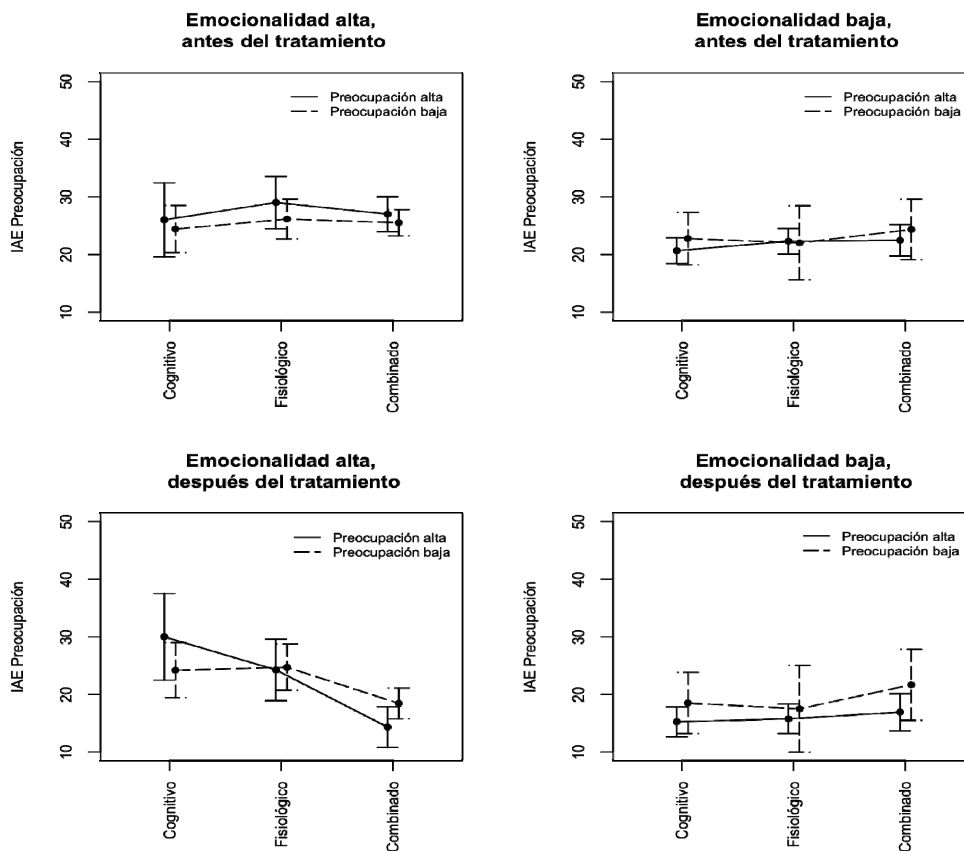 Emocionalidad alta,
antes del tratamiento
IAE Preocupación
50
40
30
20
10
Preocupación alta
Preocupación baja
Cognitivo
Fisiológico
Combinado
Emocionalidad baja,
antes del tratamiento
IAE Preocupación
50
40
30
20
10
Preocupación alta
Preocupación baja
Cognitivo
Fisiológico
Combinado
Emocionalidad alta,
después del tratamiento
IAE Preocupación
50
40
30
20
10
Preocupación alta
Preocupación baja
Cognitivo
Fisiológico
Combinado
Emocionalidad baja,
después del tratamiento
IAE Preocupación
50
40
30
20
10
Preocupación alta
Preocupación baja
Cognitivo
Fisiológico
Combinado